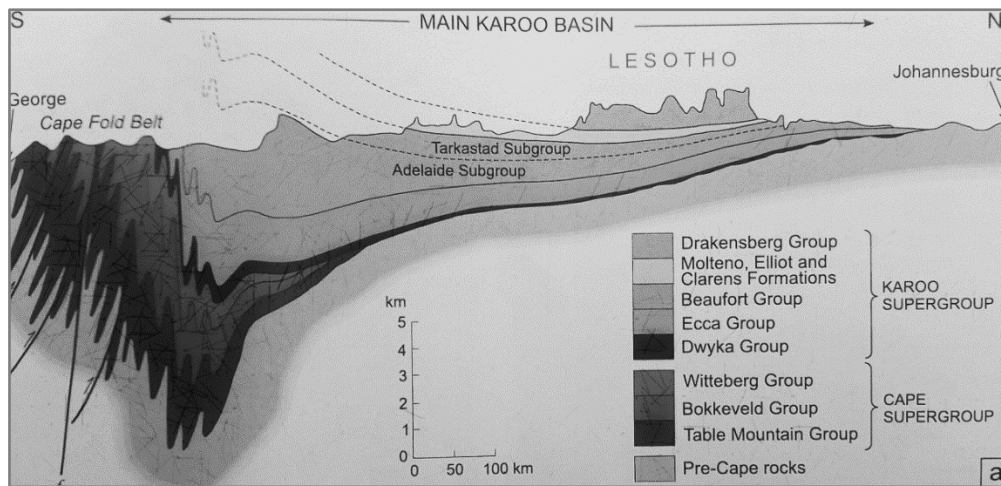 S
MAIN KAROO BASIN
N
LESOTHO
Johannesburg
George
Cape Fold Belt
Tarkastad Subgroup
Adelaide Subgroup
km
5
4
3
2
1
0
0 50 100 km
Drakensberg Group
Molteno, Elliot and
Clarens Formations
Beaufort Group
Ecca Group
Dwyka Group
KAROO
SUPERGROUP
Witteberg Group
Bokkeveld Group
Table Mountain Group
CAPE
SUPERGROUP
Pre-Cape rocks
a